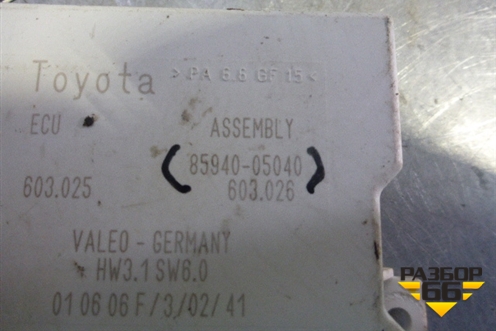 Toyota >PA 6.6 GF 15<
ECU ASSEMBLY
85940-05040
603.025 603.026
VALEO - GERMANY
HW3.1 SW6.0
01 06 06 F/3/02/41
РАЗБОР
66